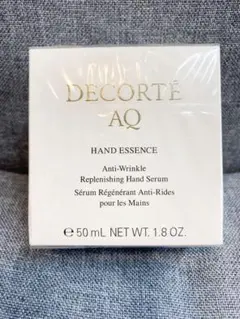 DECORTÉ
AQ
HAND ESSENCE
Anti-Wrinkle
Replenishing Hand Serum
Sérum Régénérant Anti-Rides
pour les Mains
℮ 50 mL NET WT. 1.8 OZ.